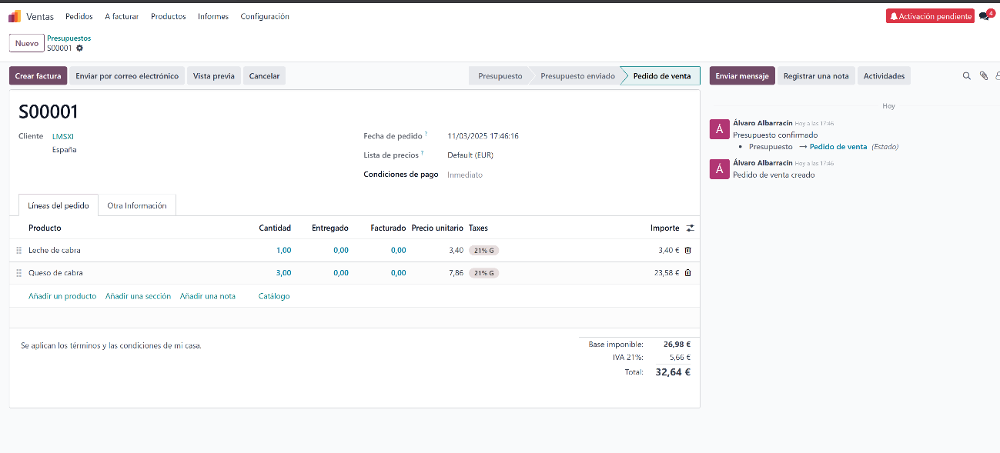 Ventas Pedidos A facturar Productos Informes Configuración Activación pendiente 4
Nuevo Presupuestos
S00001
Crear factura Enviar por correo electrónico Vista previa Cancelar Presupuesto Presupuesto enviado Pedido de venta Enviar mensaje Registrar una nota Actividades
S00001
Cliente LMSXI
España
Fecha de pedido ? 11/03/2025 17:46:16
Lista de precios ? Default (EUR)
Condiciones de pago Inmediato
Líneas del pedido Otra Información
Producto Cantidad Entregado Facturado Precio unitario Taxes Importe
Leche de cabra 1,00 0,00 0,00 3,40 21% G 3,40 €
Queso de cabra 3,00 0,00 0,00 7,86 21% G 23,58 €
Añadir un producto Añadir una sección Añadir una nota Catálogo
Se aplican los términos y las condiciones de mi casa.
Base imponible: 26,98 €
IVA 21%: 5,66 €
Total: 32,64 €
Hoy
Á
Álvaro Albarracín Hoy a las 17:46
Presupuesto confirmado
• Presupuesto → Pedido de venta (Estado)
Á
Álvaro Albarracín Hoy a las 17:46
Pedido de venta creado